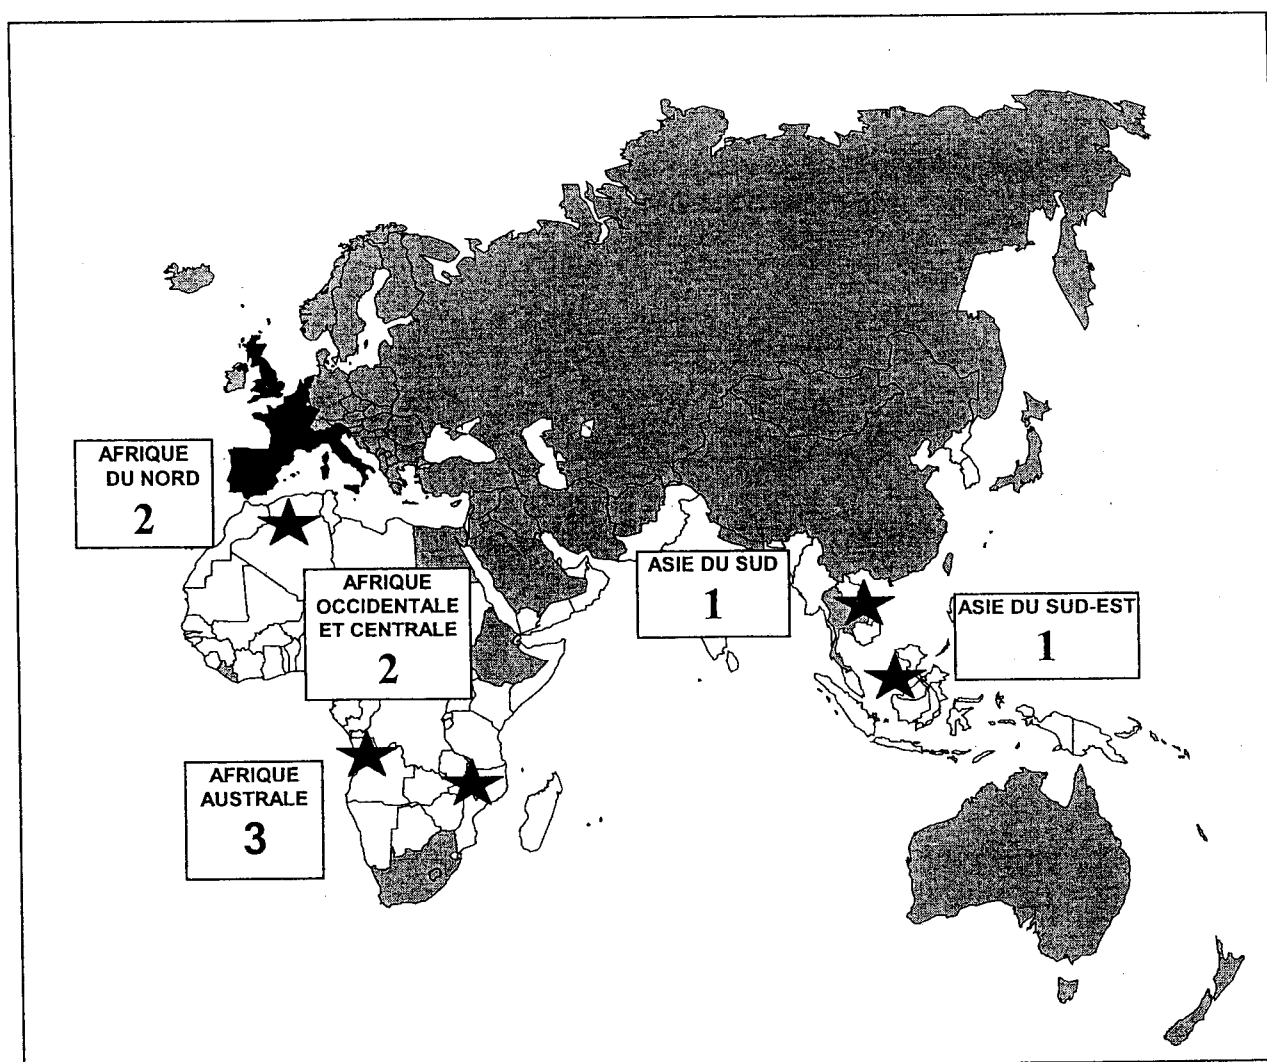 AFRIQUE
DU NORD
2
AFRIQUE
OCCIDENTALE
ET CENTRALE
2
ASIE DU SUD
1
ASIE DU SUD-EST
1
AFRIQUE
AUSTRALE
3